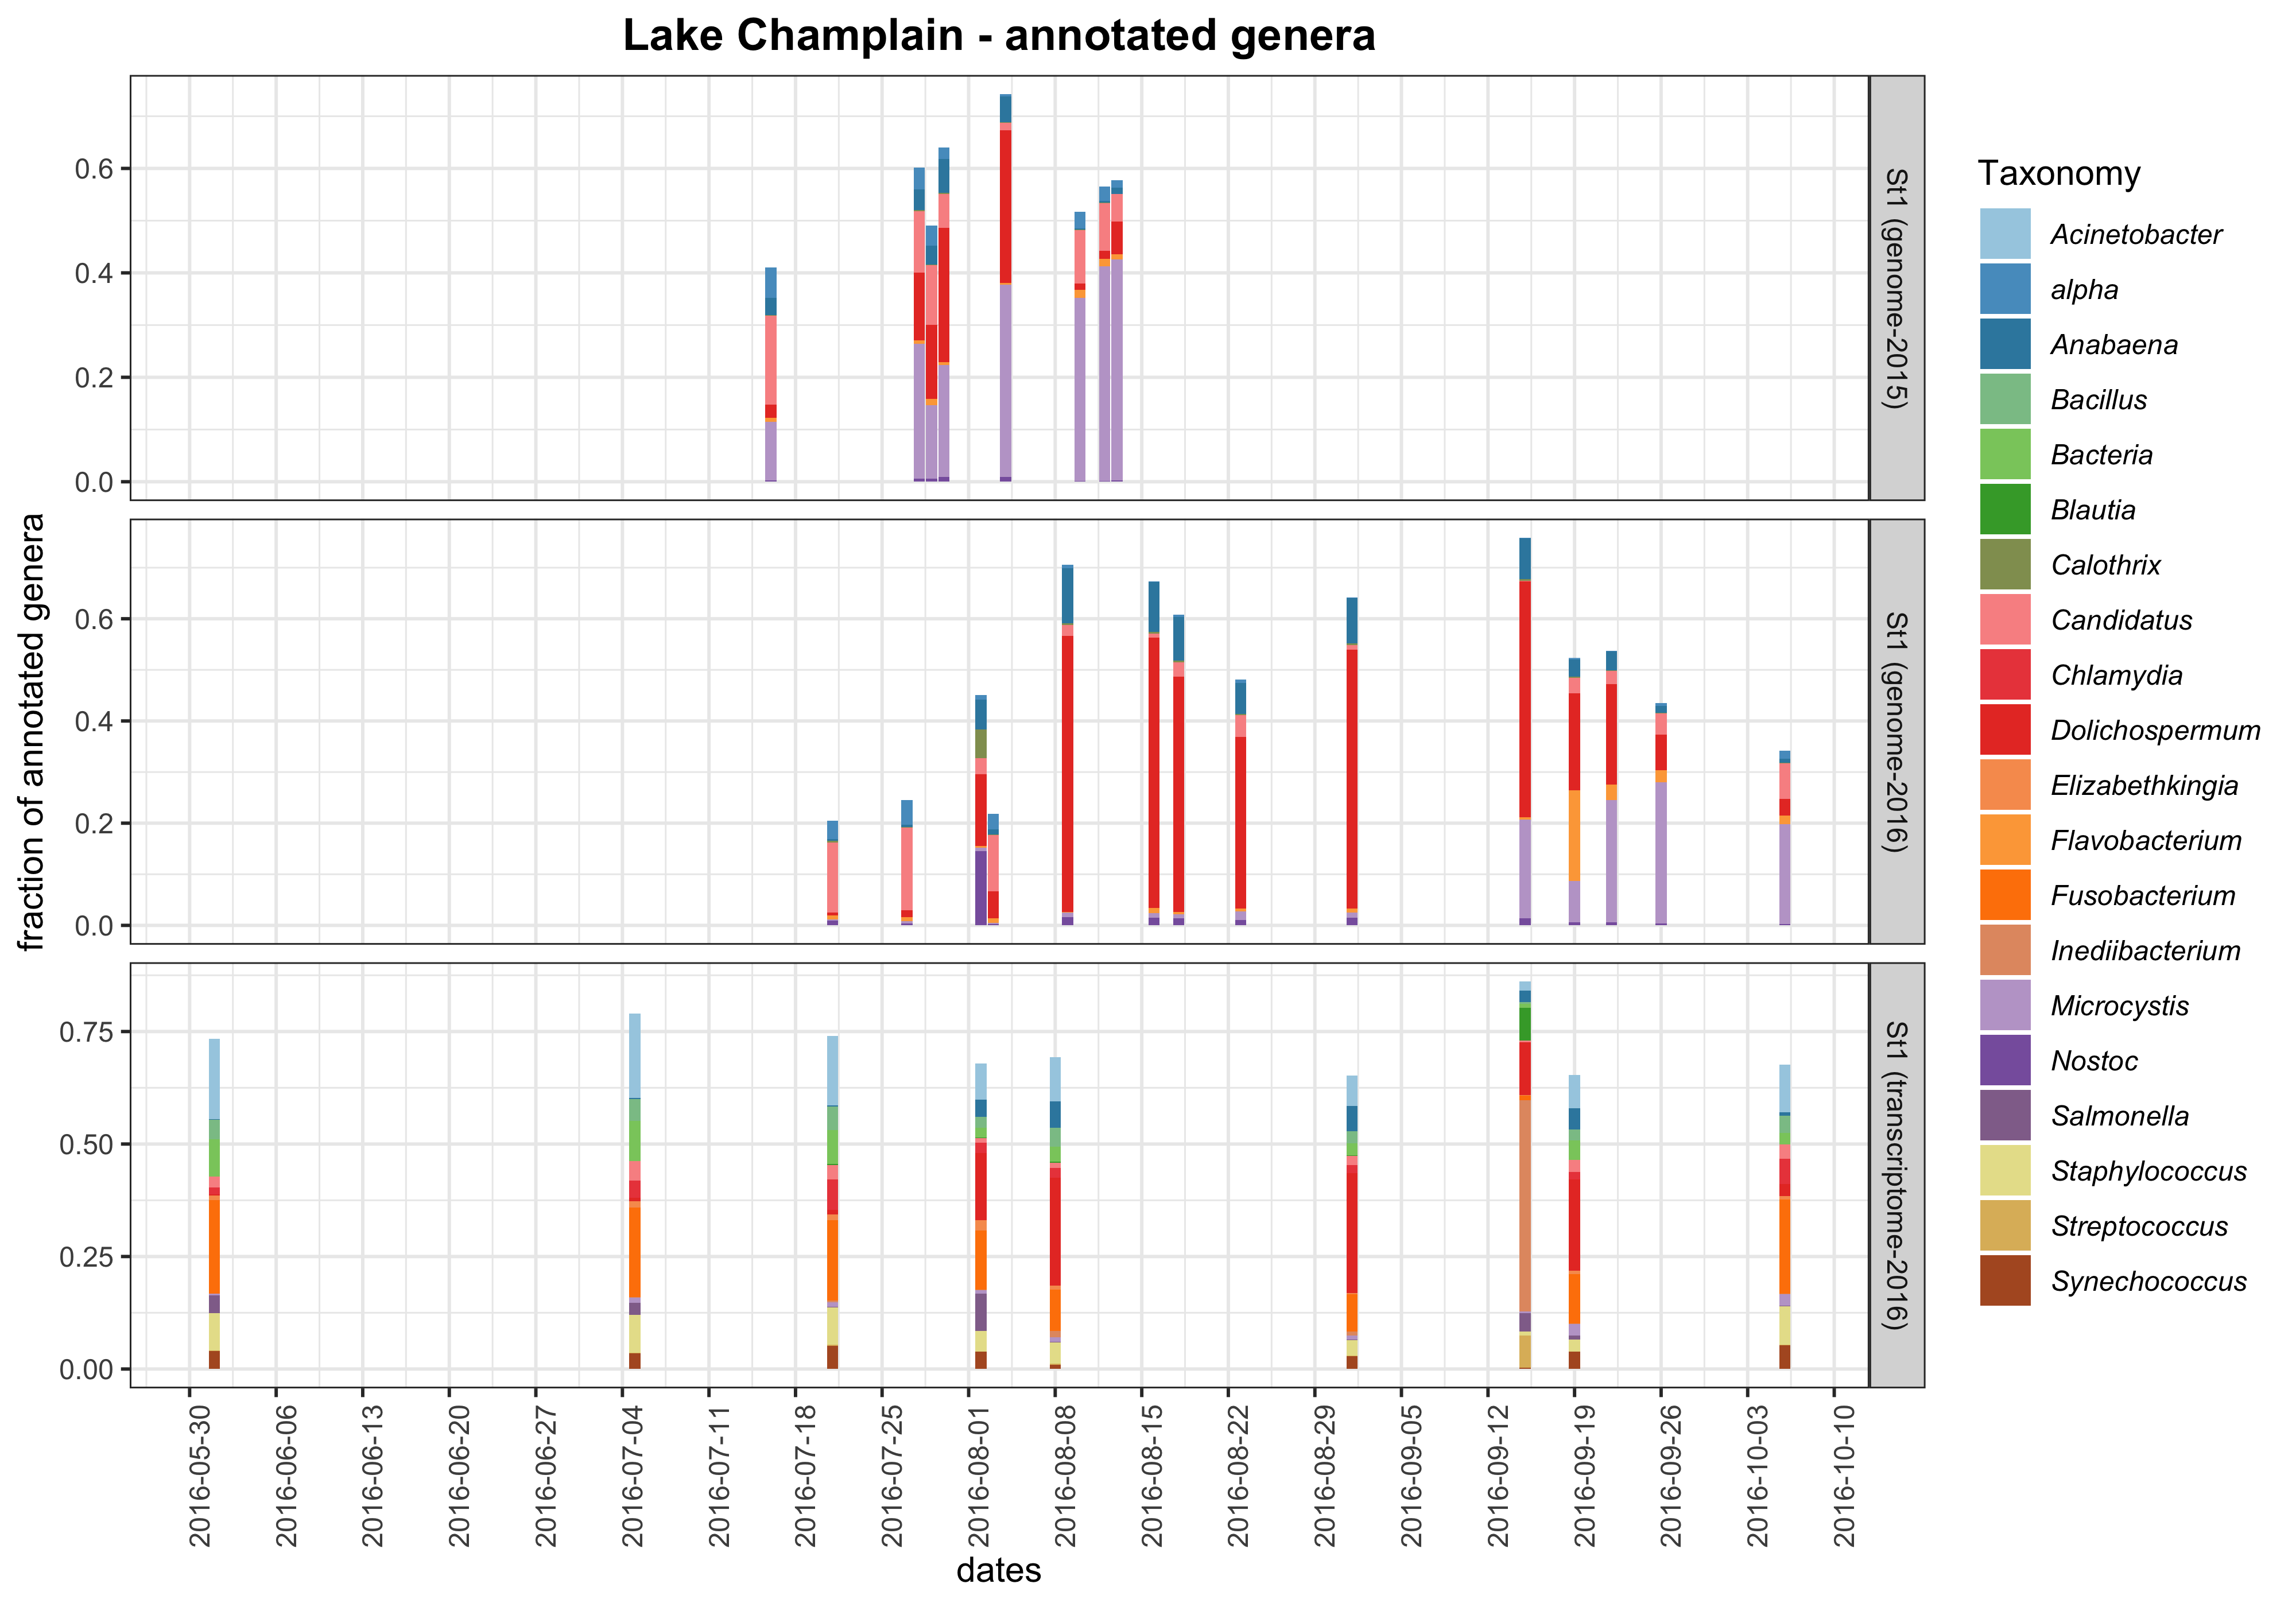 Lake Champlain - annotated genera
fraction of annotated genera
0.6
0.4
0.2
0.0
St1 (genome-2015)
0.6
0.4
0.2
0.0
St1 (genome-2016)
0.75
0.50
0.25
0.00
St1 (transcriptome-2016)
2016-05-30
2016-06-06
2016-06-13
2016-06-20
2016-06-27
2016-07-04
2016-07-11
2016-07-18
2016-07-25
2016-08-01
2016-08-08
2016-08-15
2016-08-22
2016-08-29
2016-09-05
2016-09-12
2016-09-19
2016-09-26
2016-10-03
2016-10-10
dates
Taxonomy
Acinetobacter
alpha
Anabaena
Bacillus
Bacteria
Blautia
Calothrix
Candidatus
Chlamydia
Dolichospermum
Elizabethkingia
Flavobacterium
Fusobacterium
Inediibacterium
Microcystis
Nostoc
Salmonella
Staphylococcus
Streptococcus
Synechococcus